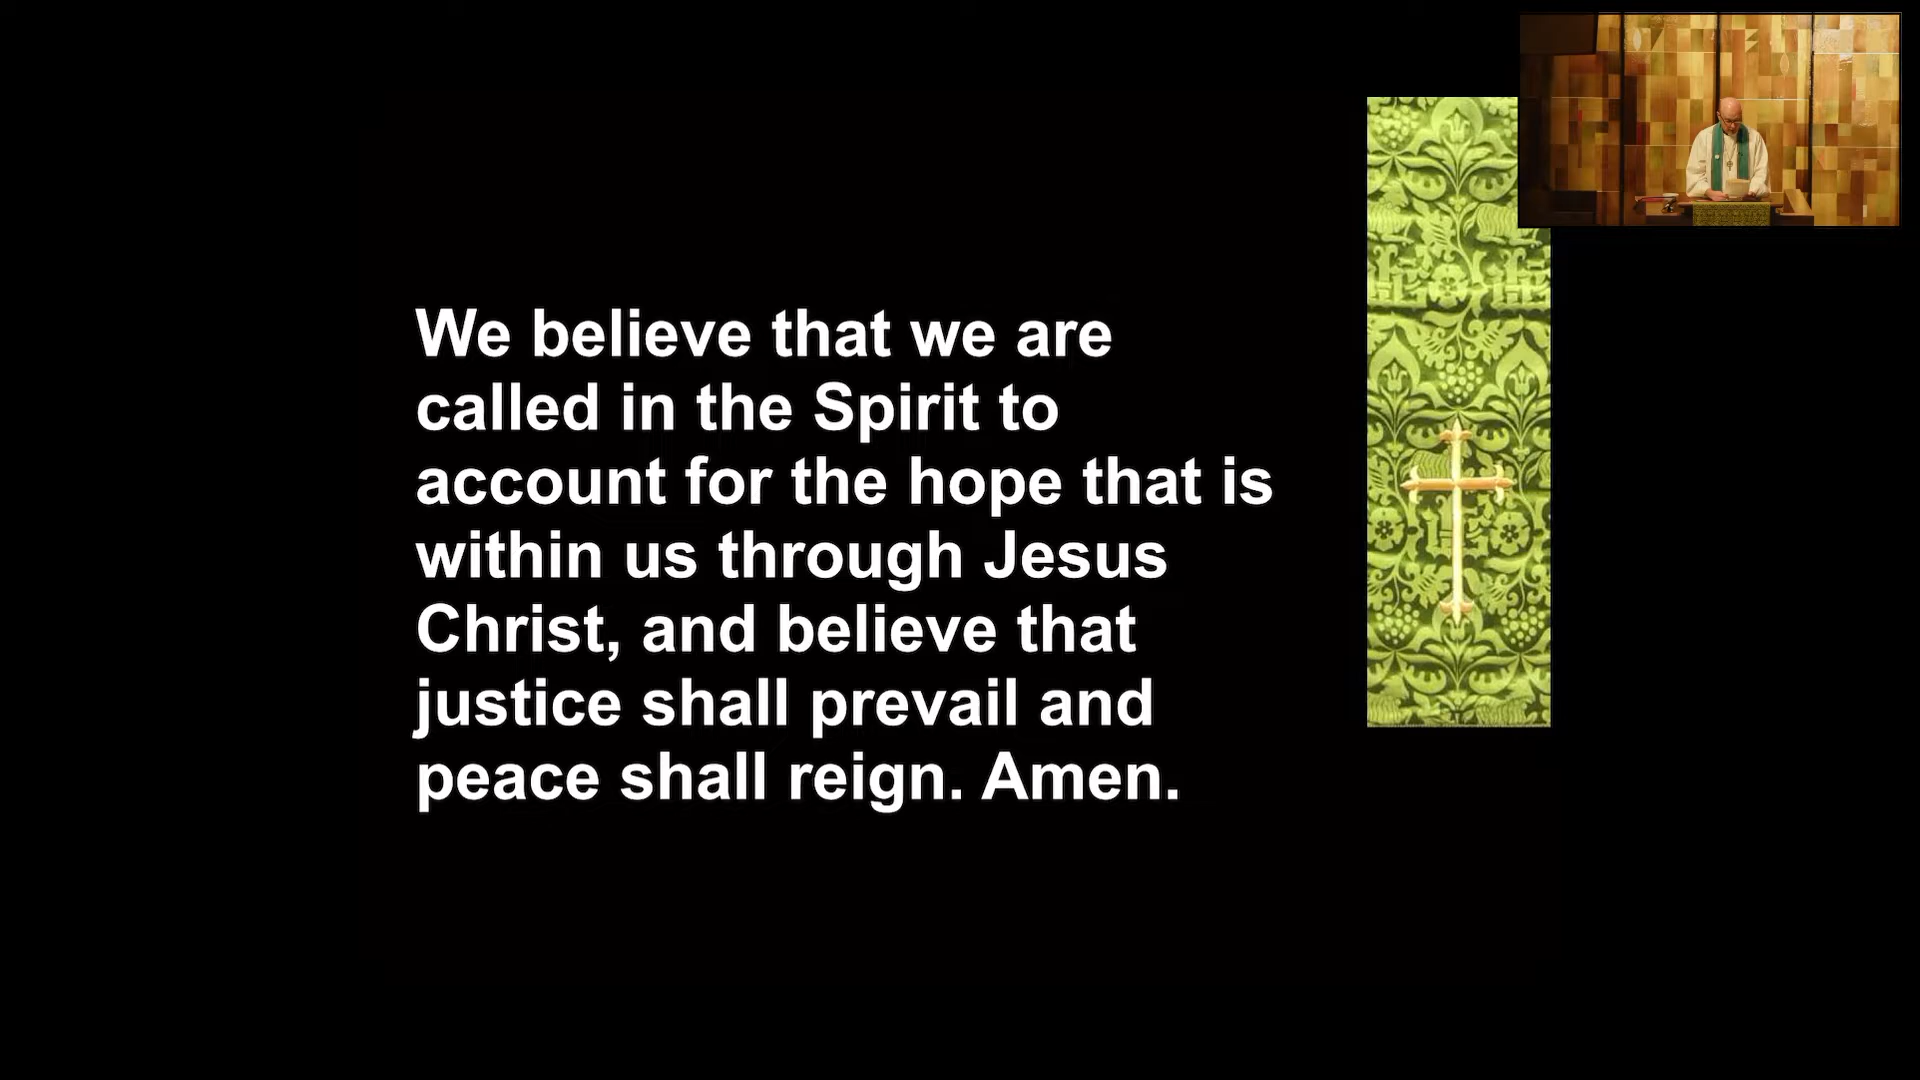 We believe that we are
called in the Spirit to
account for the hope that is
within us through Jesus
Christ, and believe that
justice shall prevail and
peace shall reign. Amen.